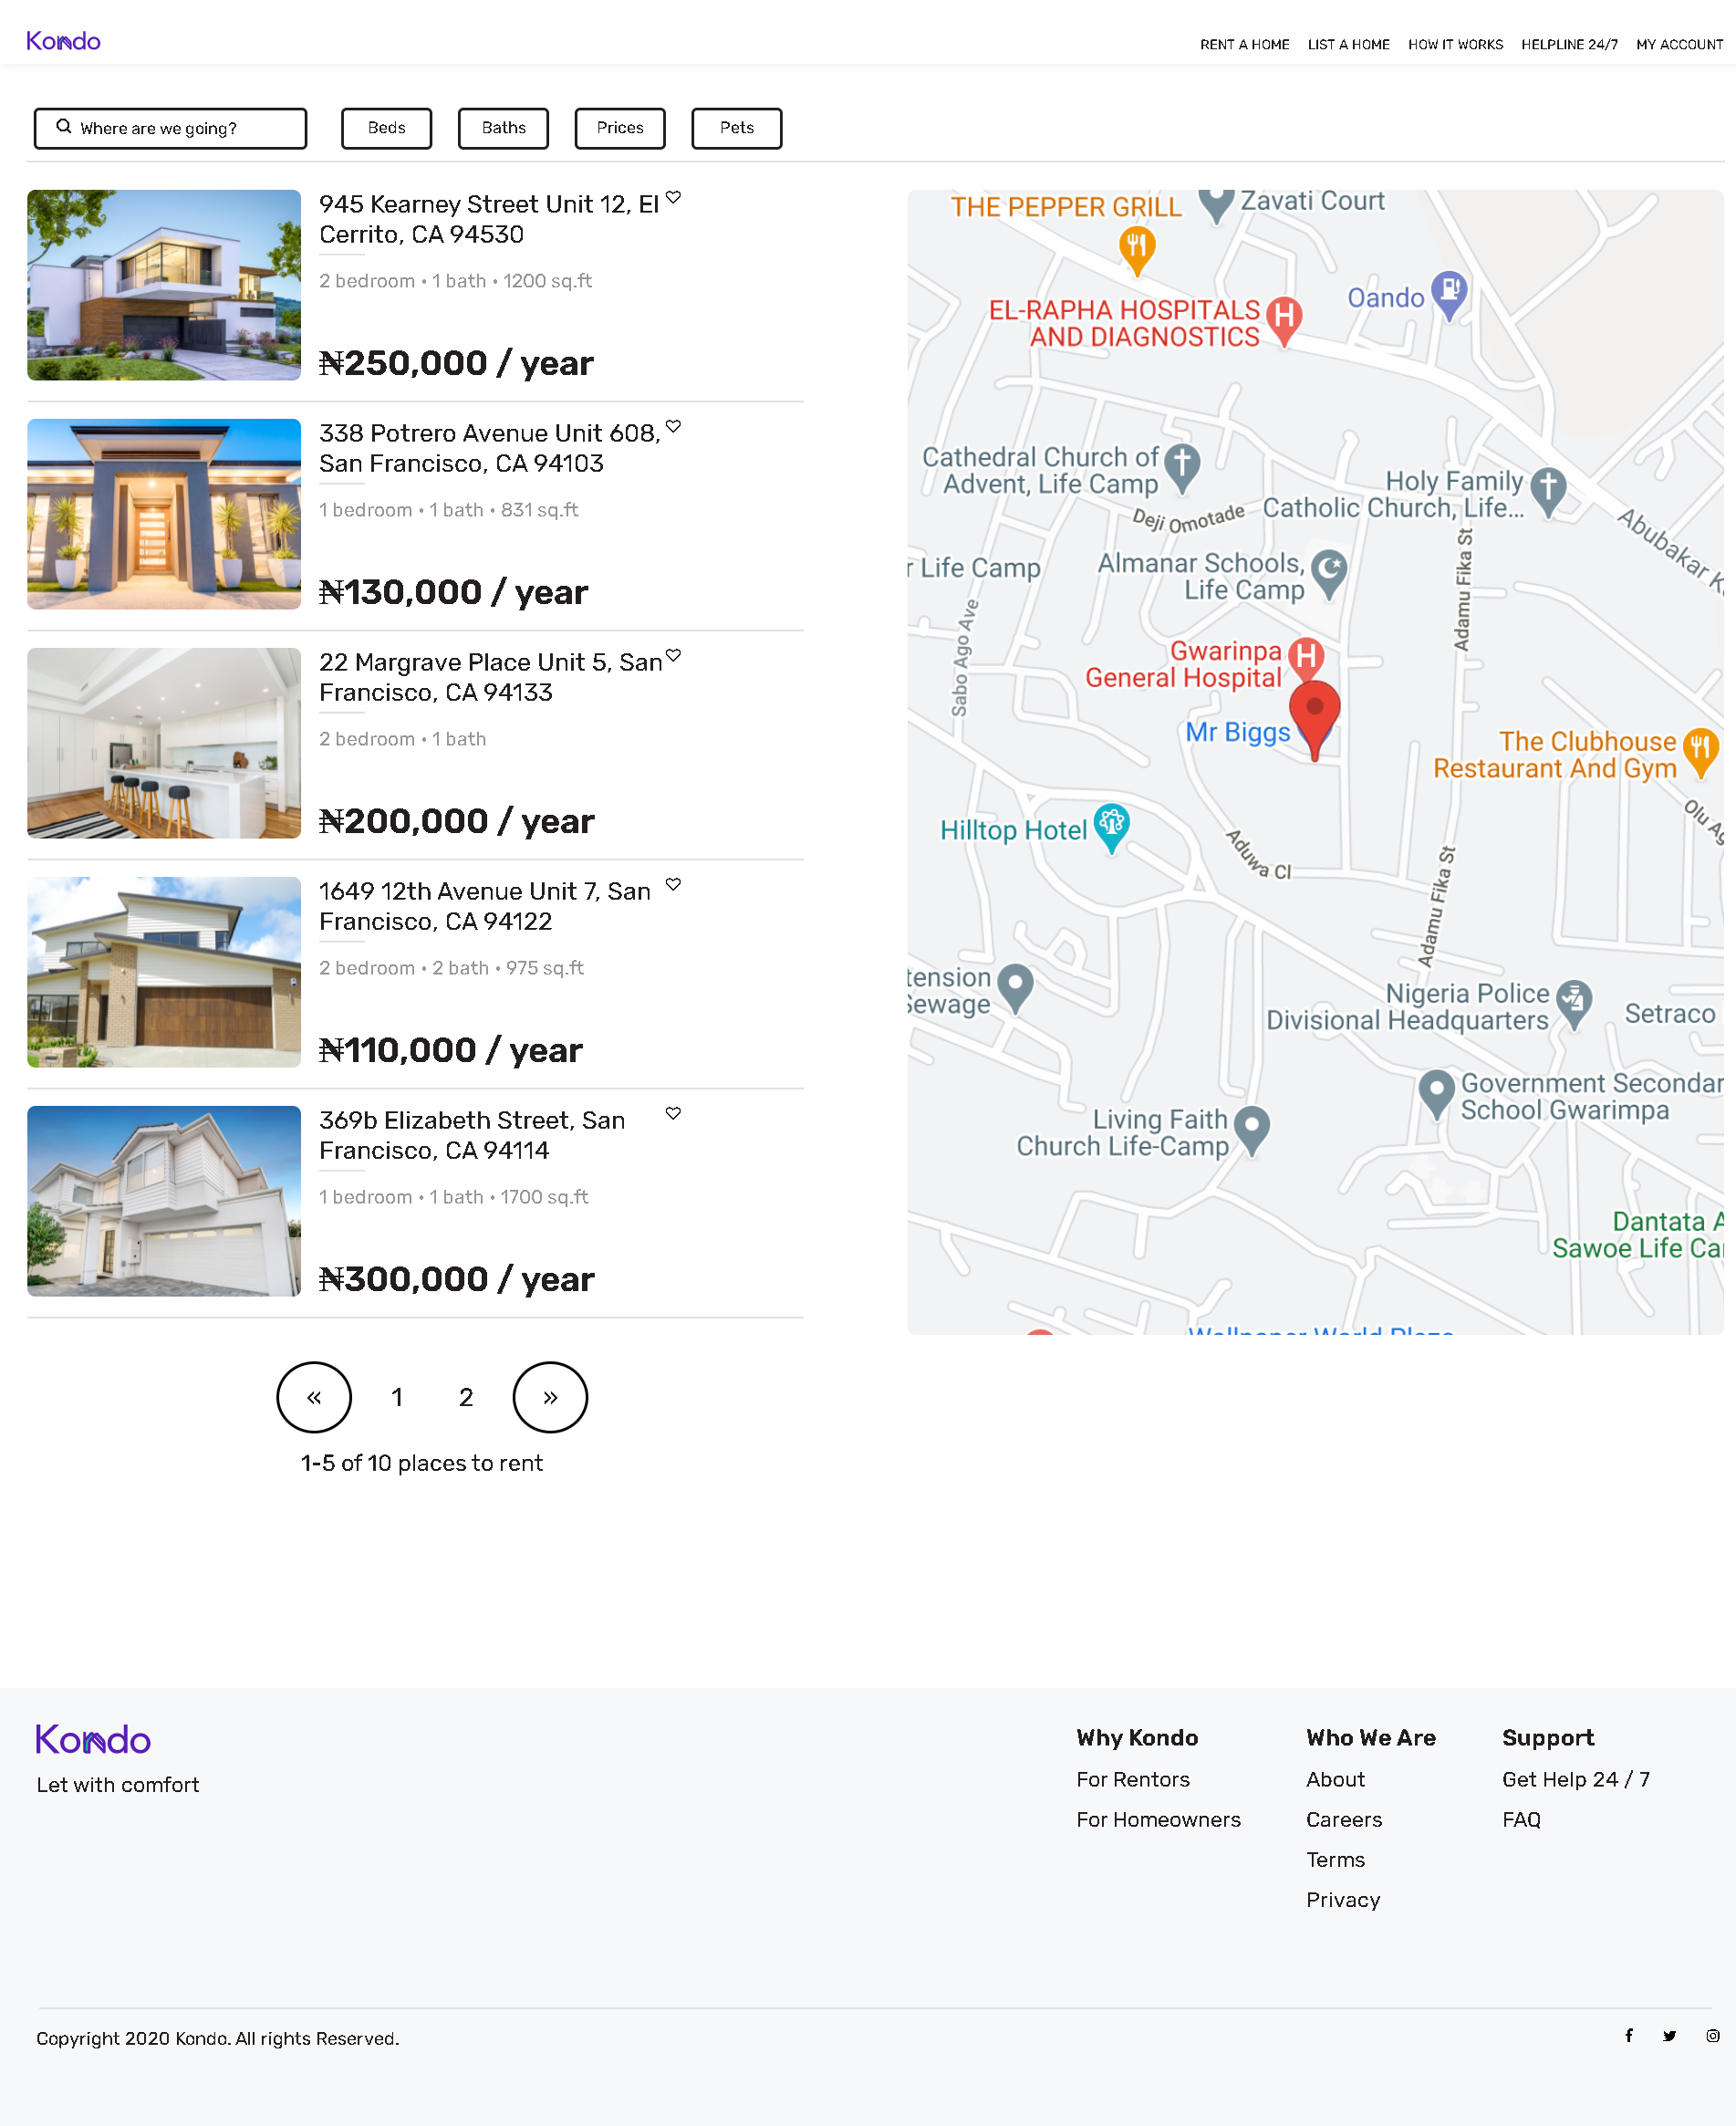 Kondo
RENT A HOME LIST A HOME HOW IT WORKS HELPLINE 24/7 MY ACCOUNT
Where are we going?
Beds Baths Prices Pets
945 Kearney Street Unit 12, El
Cerrito, CA 94530
2 bedroom • 1 bath • 1200 sq.ft
₦250,000 / year
338 Potrero Avenue Unit 608,
San Francisco, CA 94103
1 bedroom • 1 bath • 831 sq.ft
₦130,000 / year
22 Margrave Place Unit 5, San
Francisco, CA 94133
2 bedroom • 1 bath
₦200,000 / year
1649 12th Avenue Unit 7, San
Francisco, CA 94122
2 bedroom • 2 bath • 975 sq.ft
₦110,000 / year
369b Elizabeth Street, San
Francisco, CA 94114
1 bedroom • 1 bath • 1700 sq.ft
₦300,000 / year
« 1 2 »
1-5 of 10 places to rent
THE PEPPER GRILL
Zavati Court
EL-RAPHA HOSPITALS
AND DIAGNOSTICS
H
Oando
Cathedral Church of
Advent, Life Camp
Holy Family
Catholic Church, Life...
Deji Omotade
Abubakar K
r Life Camp
Almanar Schools,
Life Camp
Adamu Fika St
Sabo Ago Ave
Gwarinpa
General Hospital
H
Mr Biggs
The Clubhouse
Restaurant And Gym
Hilltop Hotel
Olu Ag
Aduwa Cl
Adamu Fika St
tension
Sewage
Nigeria Police
Divisional Headquarters
Setraco
Government Secondar
School Gwarimpa
Living Faith
Church Life-Camp
Dantata A
Sawoe Life Ca
Wallpaper World Plaza
Kondo
Let with comfort
Why Kondo
For Rentors
For Homeowners
Who We Are
About
Careers
Terms
Privacy
Support
Get Help 24 / 7
FAQ
Copyright 2020 Kondo. All rights Reserved.